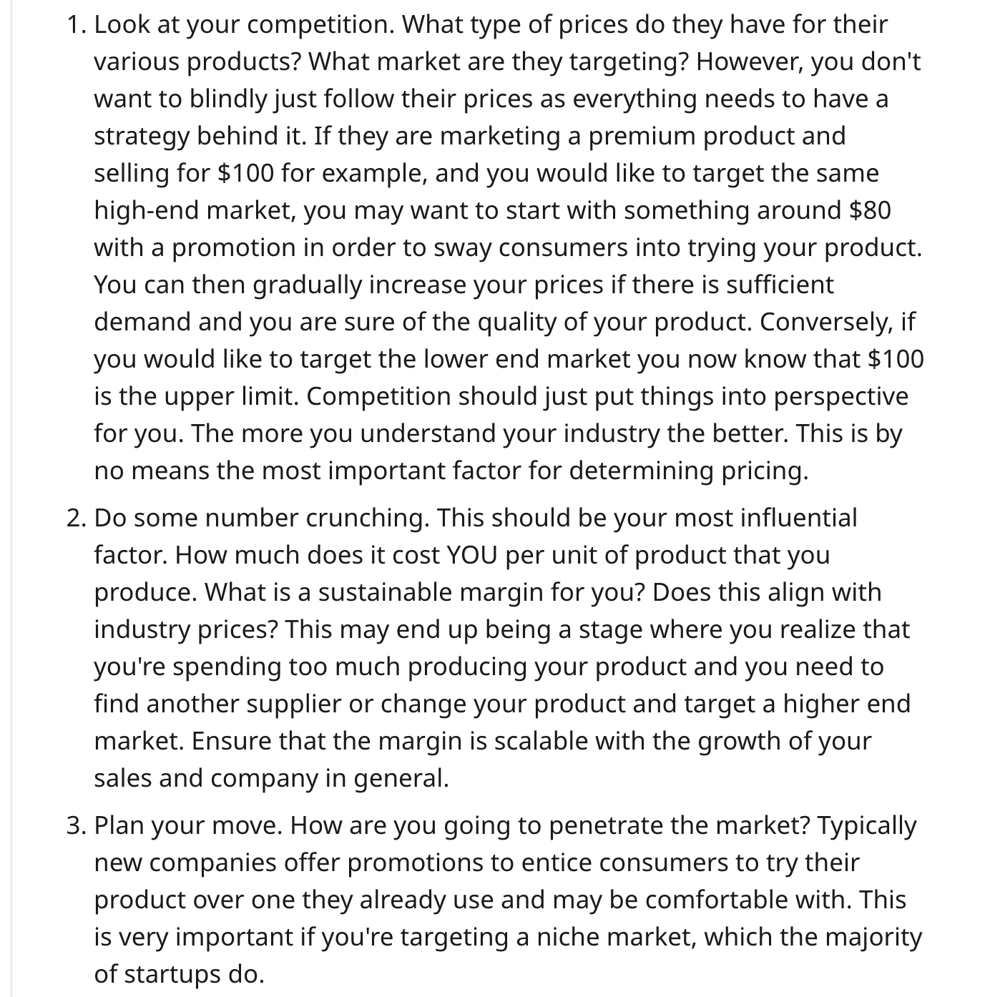 1. Look at your competition. What type of prices do they have for their
various products? What market are they targeting? However, you don't
want to blindly just follow their prices as everything needs to have a
strategy behind it. If they are marketing a premium product and
selling for $100 for example, and you would like to target the same
high-end market, you may want to start with something around $80
with a promotion in order to sway consumers into trying your product.
You can then gradually increase your prices if there is sufficient
demand and you are sure of the quality of your product. Conversely, if
you would like to target the lower end market you now know that $100
is the upper limit. Competition should just put things into perspective
for you. The more you understand your industry the better. This is by
no means the most important factor for determining pricing.
2. Do some number crunching. This should be your most influential
factor. How much does it cost YOU per unit of product that you
produce. What is a sustainable margin for you? Does this align with
industry prices? This may end up being a stage where you realize that
you're spending too much producing your product and you need to
find another supplier or change your product and target a higher end
market. Ensure that the margin is scalable with the growth of your
sales and company in general.
3. Plan your move. How are you going to penetrate the market? Typically
new companies offer promotions to entice consumers to try their
product over one they already use and may be comfortable with. This
is very important if you're targeting a niche market, which the majority
of startups do.